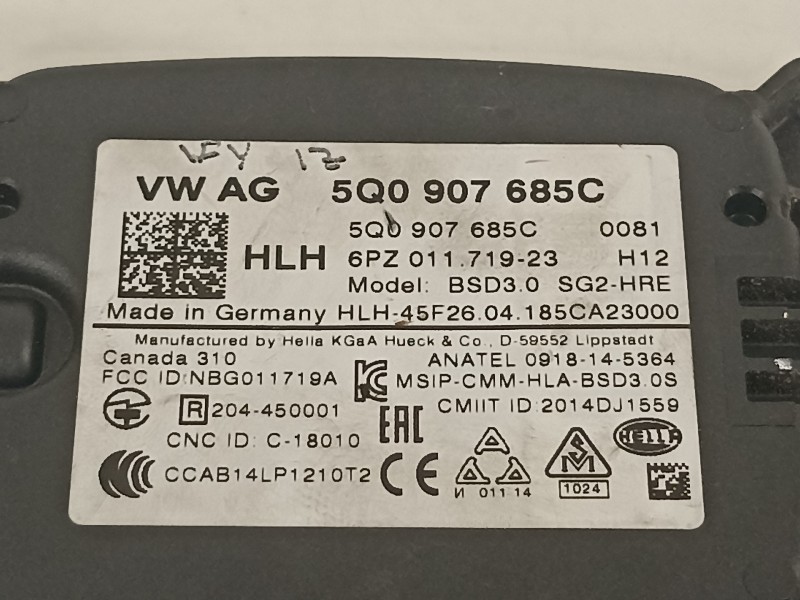 VW AG 5Q0 907 685C
5Q0 907 685C 0081
HLH 6PZ 011.719-23 H12
Model: BSD3.0 SG2-HRE
Made in Germany HLH-45F26.04.185CA23000
Manufactured by Hella KGaA Hueck & Co., D-59552 Lippstadt
Canada 310 ANATEL 0918-14-5364
FCC ID:NBG011719A MSIP-CMM-HLA-BSD3.0S
R 204-450001 EAC CMIIT ID:2014DJ1559
CNC ID: C-18010 HELLA
CCAB14LP1210T2 CE И 011 14 SM 1024